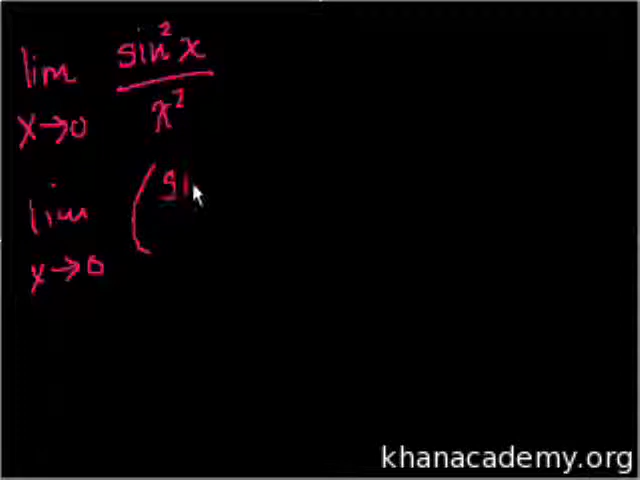 lim sin²x / x²
x→0
lim ( si
x→0
khanacademy.org